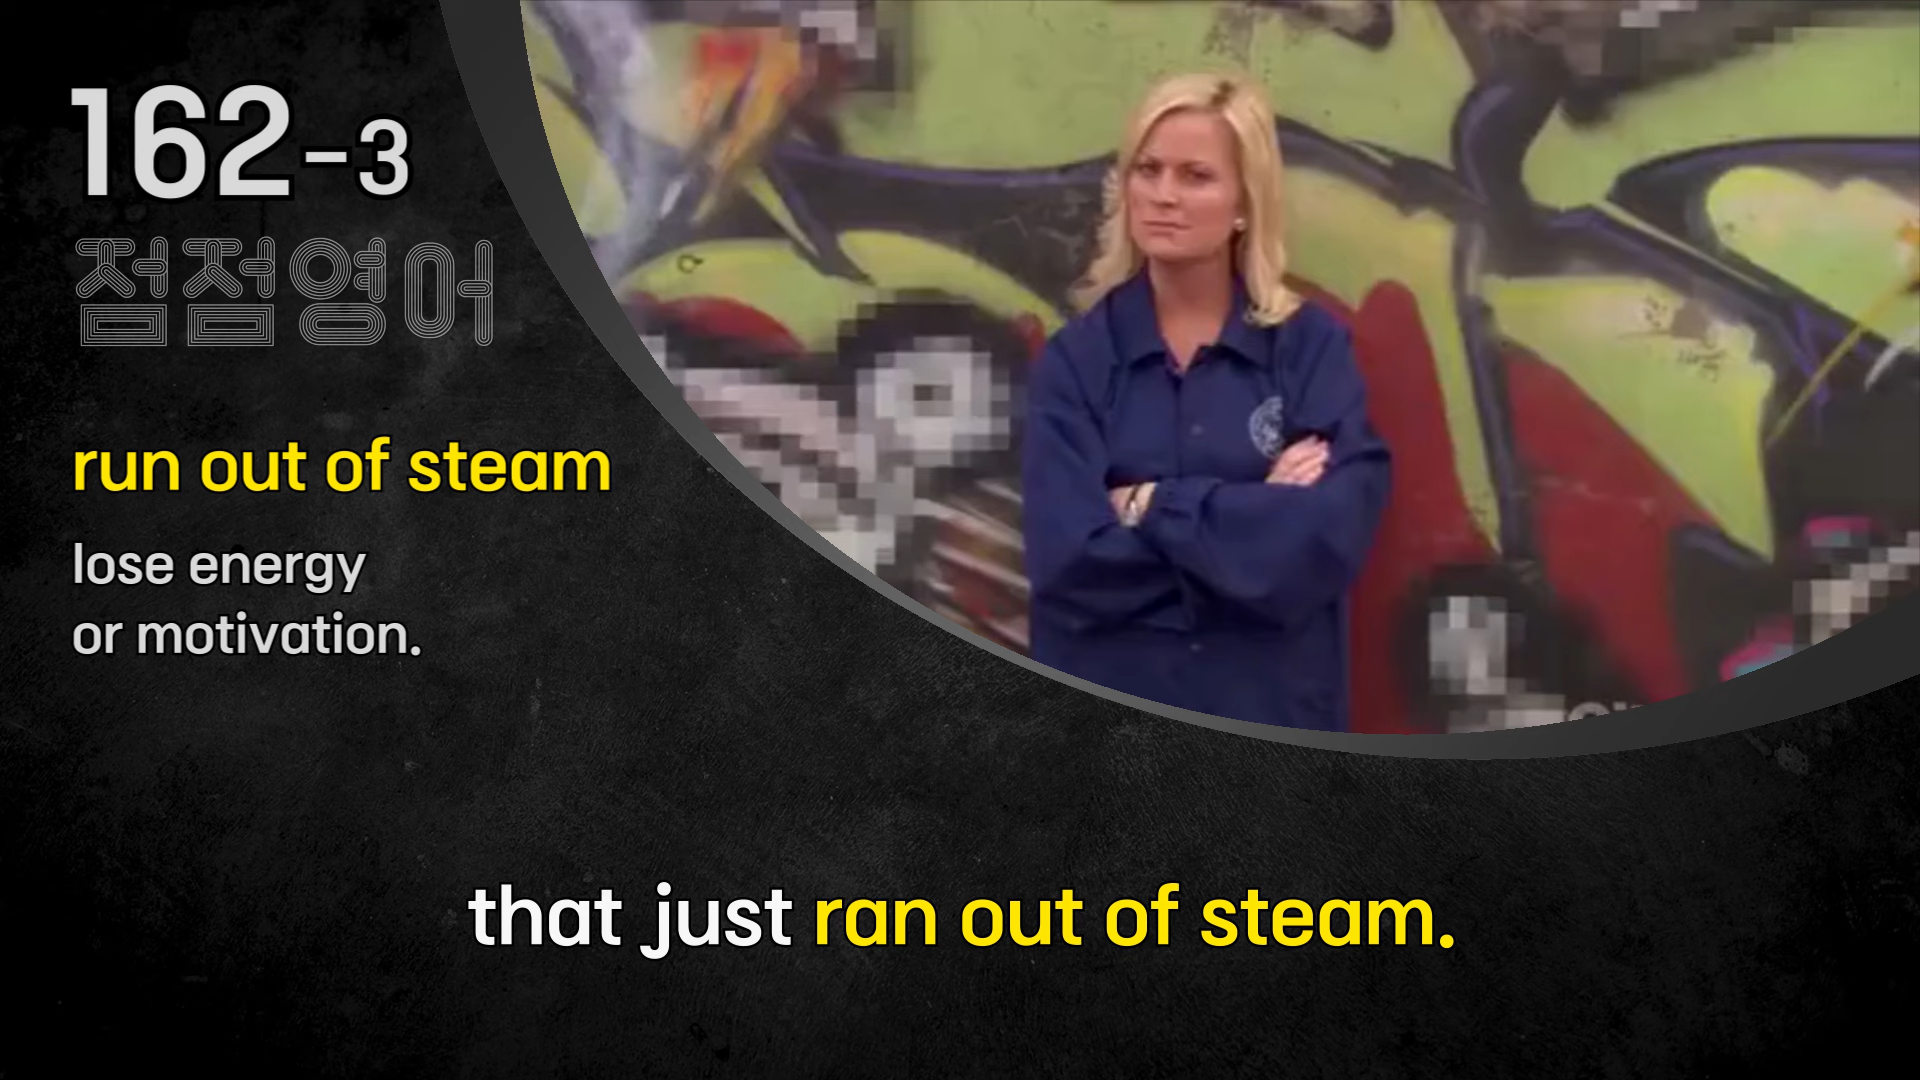 162-3
점점영어
run out of steam
lose energy
or motivation.
that just ran out of steam.